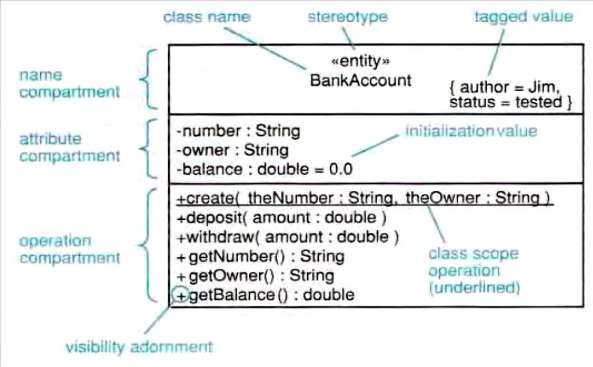 class name stereotype tagged value
«entity»
BankAccount
{ author = Jim,
status = tested }
name
compartment
attribute
compartment
-number : String
-owner : String
-balance : double = 0.0
initialization value
operation
compartment
+create( theNumber : String, theOwner : String )
+deposit( amount : double )
+withdraw( amount : double )
+getNumber() : String
+getOwner() : String
+getBalance() : double
class scope
operation
(underlined)
visibility adornment